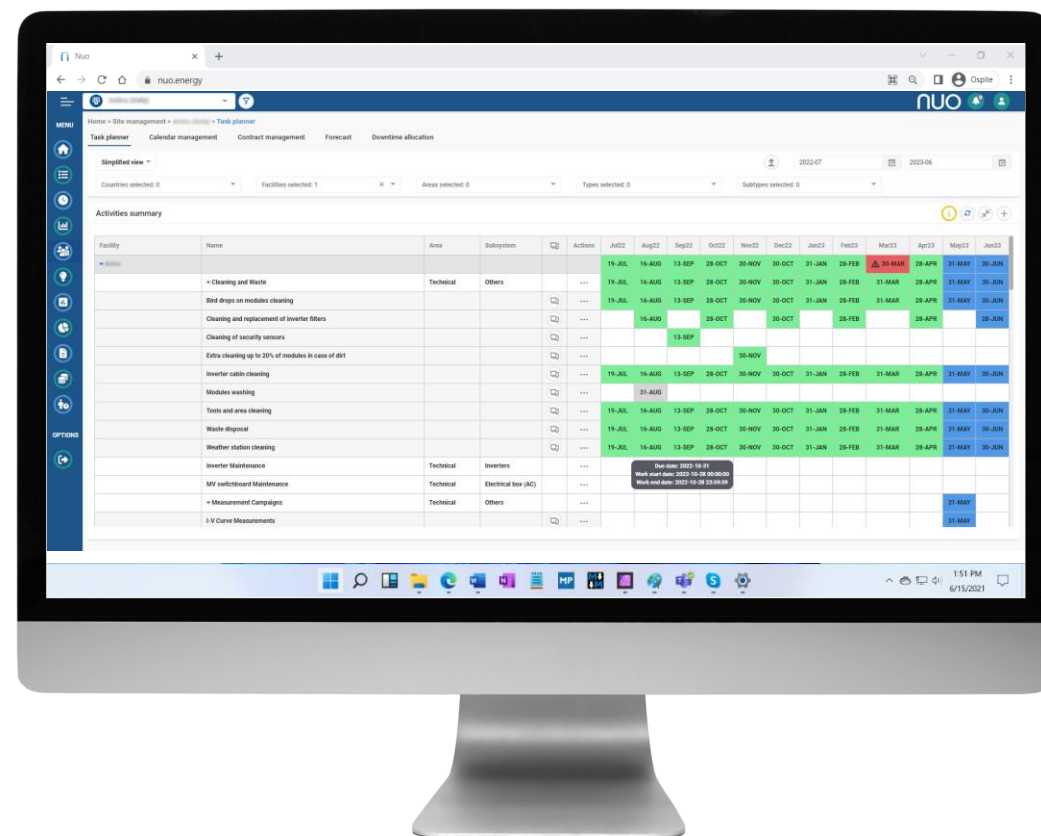 Nuo × +
nuo.energy Ospite
nuo
MENU
Home > Site management > > Task planner
Task planner Calendar management Contract management Forecast Downtime allocation
Simplified view 2022-07 2023-06
Countries selected: 0 Facilities selected: 1 × Areas selected: 0 Types selected: 0 Subtypes selected: 0
Activities summary
Facility Name Area Subsystem Actions Jul22 Aug22 Sep22 Oct22 Nov22 Dec22 Jan23 Feb23 Mar23 Apr23 May23 Jun23
19-JUL 16-AUG 13-SEP 28-OCT 30-NOV 30-OCT 31-JAN 28-FEB 30-MAR 28-APR 31-MAY 30-JUN
Cleaning and Waste Technical Others ... 19-JUL 16-AUG 13-SEP 28-OCT 30-NOV 30-OCT 31-JAN 28-FEB 31-MAR 28-APR 31-MAY 30-JUN
Bird drops on modules cleaning ... 19-JUL 16-AUG 13-SEP 28-OCT 30-NOV 30-OCT 31-JAN 28-FEB 31-MAR 28-APR 31-MAY 30-JUN
Cleaning and replacement of inverter filters ... 16-AUG 28-OCT 30-OCT 28-FEB 28-APR 28-JUN
Cleaning of security sensors ... 13-SEP
Extra cleaning up to 20% of modules in case of dirt ... 30-NOV
Inverter cabin cleaning ... 19-JUL 16-AUG 13-SEP 28-OCT 30-NOV 30-OCT 31-JAN 28-FEB 31-MAR 28-APR 31-MAY 30-JUN
Modules washing ... 31-AUG
Tools and area cleaning ... 19-JUL 16-AUG 13-SEP 28-OCT 30-NOV 30-OCT 31-JAN 28-FEB 31-MAR 28-APR 31-MAY 30-JUN
OPTIONS
Waste disposal ... 19-JUL 16-AUG 13-SEP 28-OCT 30-NOV 30-OCT 31-JAN 28-FEB 31-MAR 28-APR 31-MAY 30-JUN
Weather station cleaning ... 19-JUL 16-AUG 13-SEP 28-OCT 30-NOV 30-OCT 31-JAN 28-FEB 31-MAR 28-APR 31-MAY 30-JUN
Inverter Maintenance Technical Inverters ...
Due date: 2022-10-31
Work start date: 2022-10-28 00:00:00
Work end date: 2022-10-28 23:59:59
MV switchboard Maintenance Technical Electrical box (AC) ...
Measurement Campaigns Technical Others ... 31-MAY
I-V Curve Measurements ... 31-MAY
MP
1:51 PM
6/15/2021